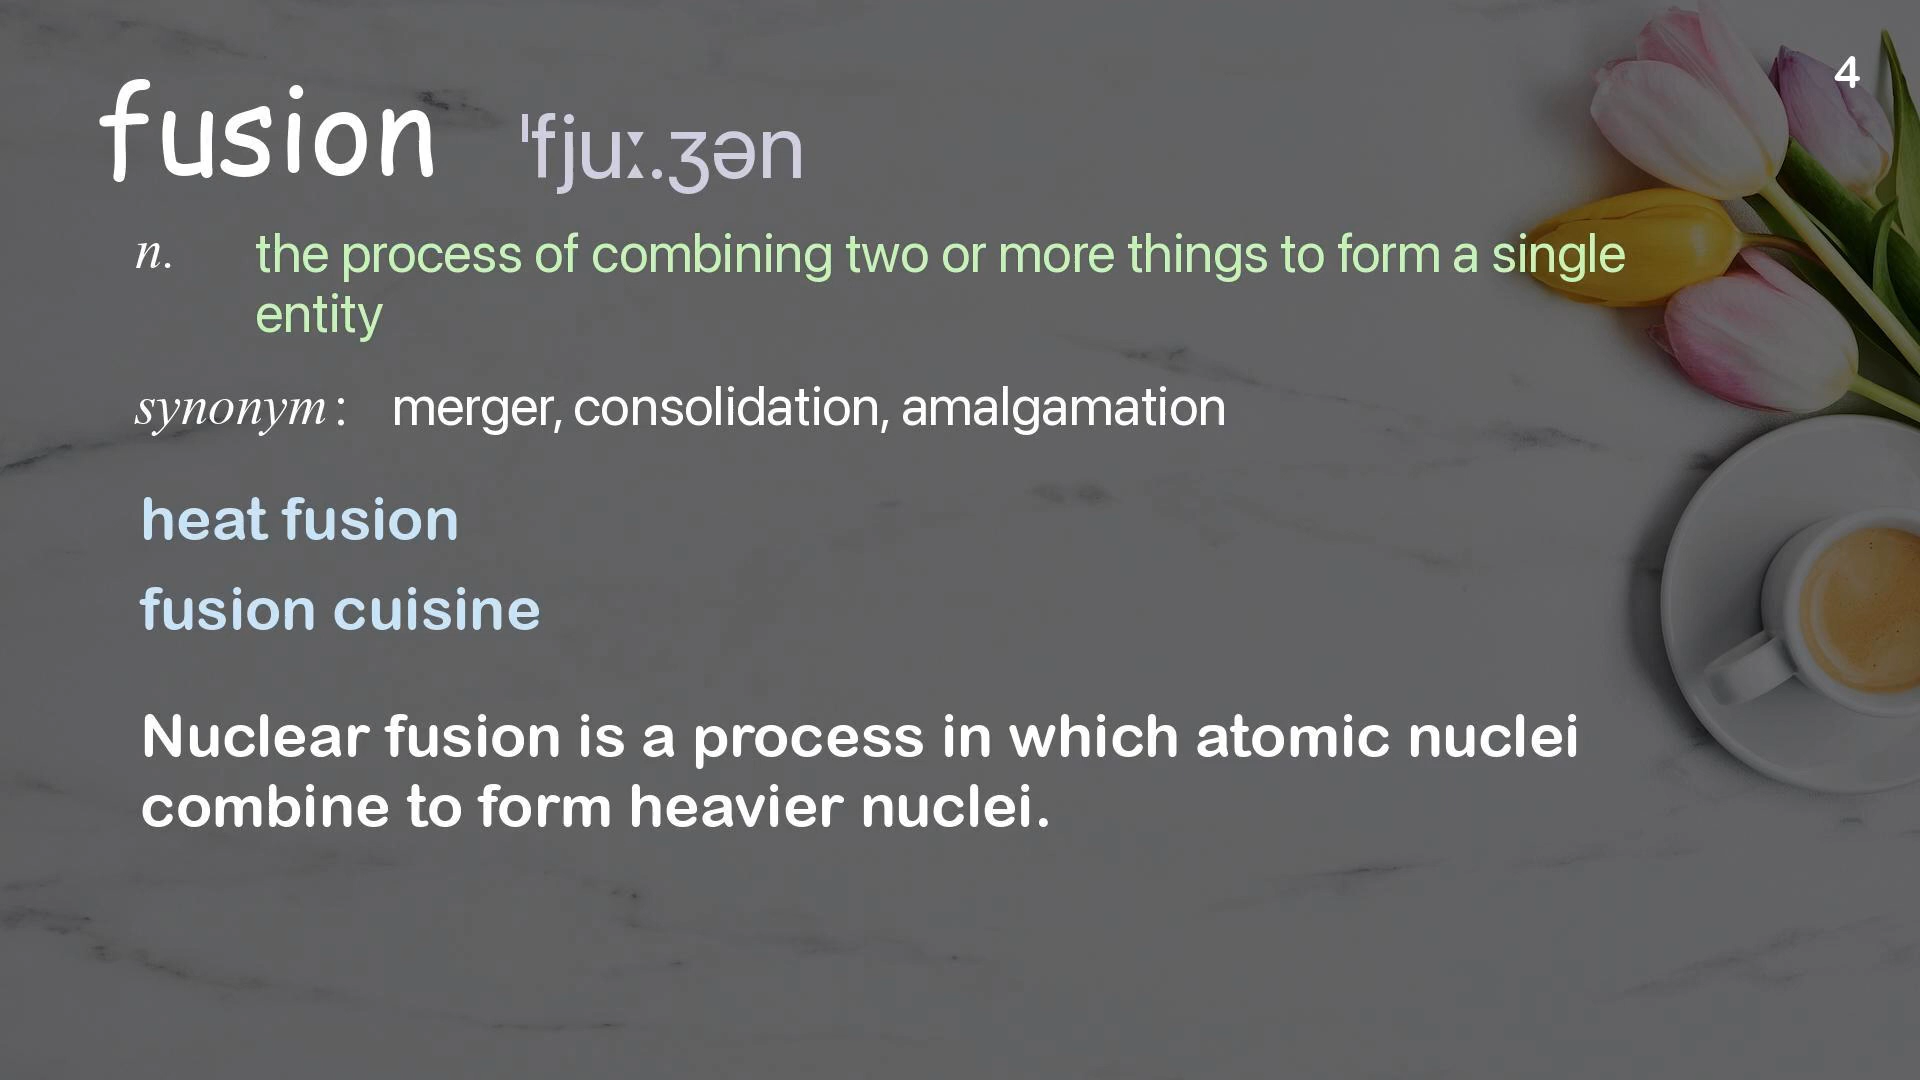 4
fusion ˈfjuː.ʒən
n. the process of combining two or more things to form a single
entity
synonym: merger, consolidation, amalgamation
heat fusion
fusion cuisine
Nuclear fusion is a process in which atomic nuclei
combine to form heavier nuclei.